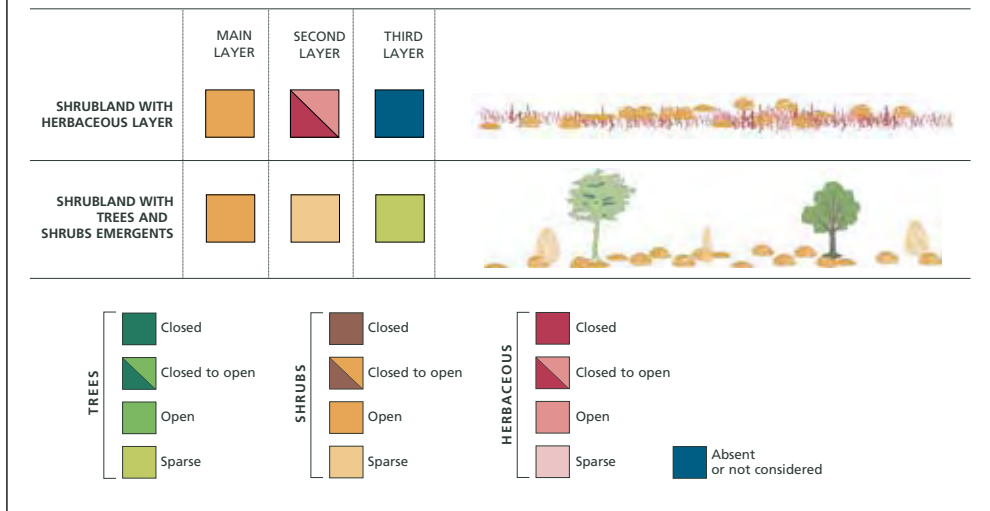 MAIN
LAYER
SECOND
LAYER
THIRD
LAYER
SHRUBLAND WITH
HERBACEOUS LAYER
SHRUBLAND WITH
TREES AND
SHRUBS EMERGENTS
TREES
Closed
Closed to open
Open
Sparse
SHRUBS
Closed
Closed to open
Open
Sparse
HERBACEOUS
Closed
Closed to open
Open
Sparse
Absent
or not considered